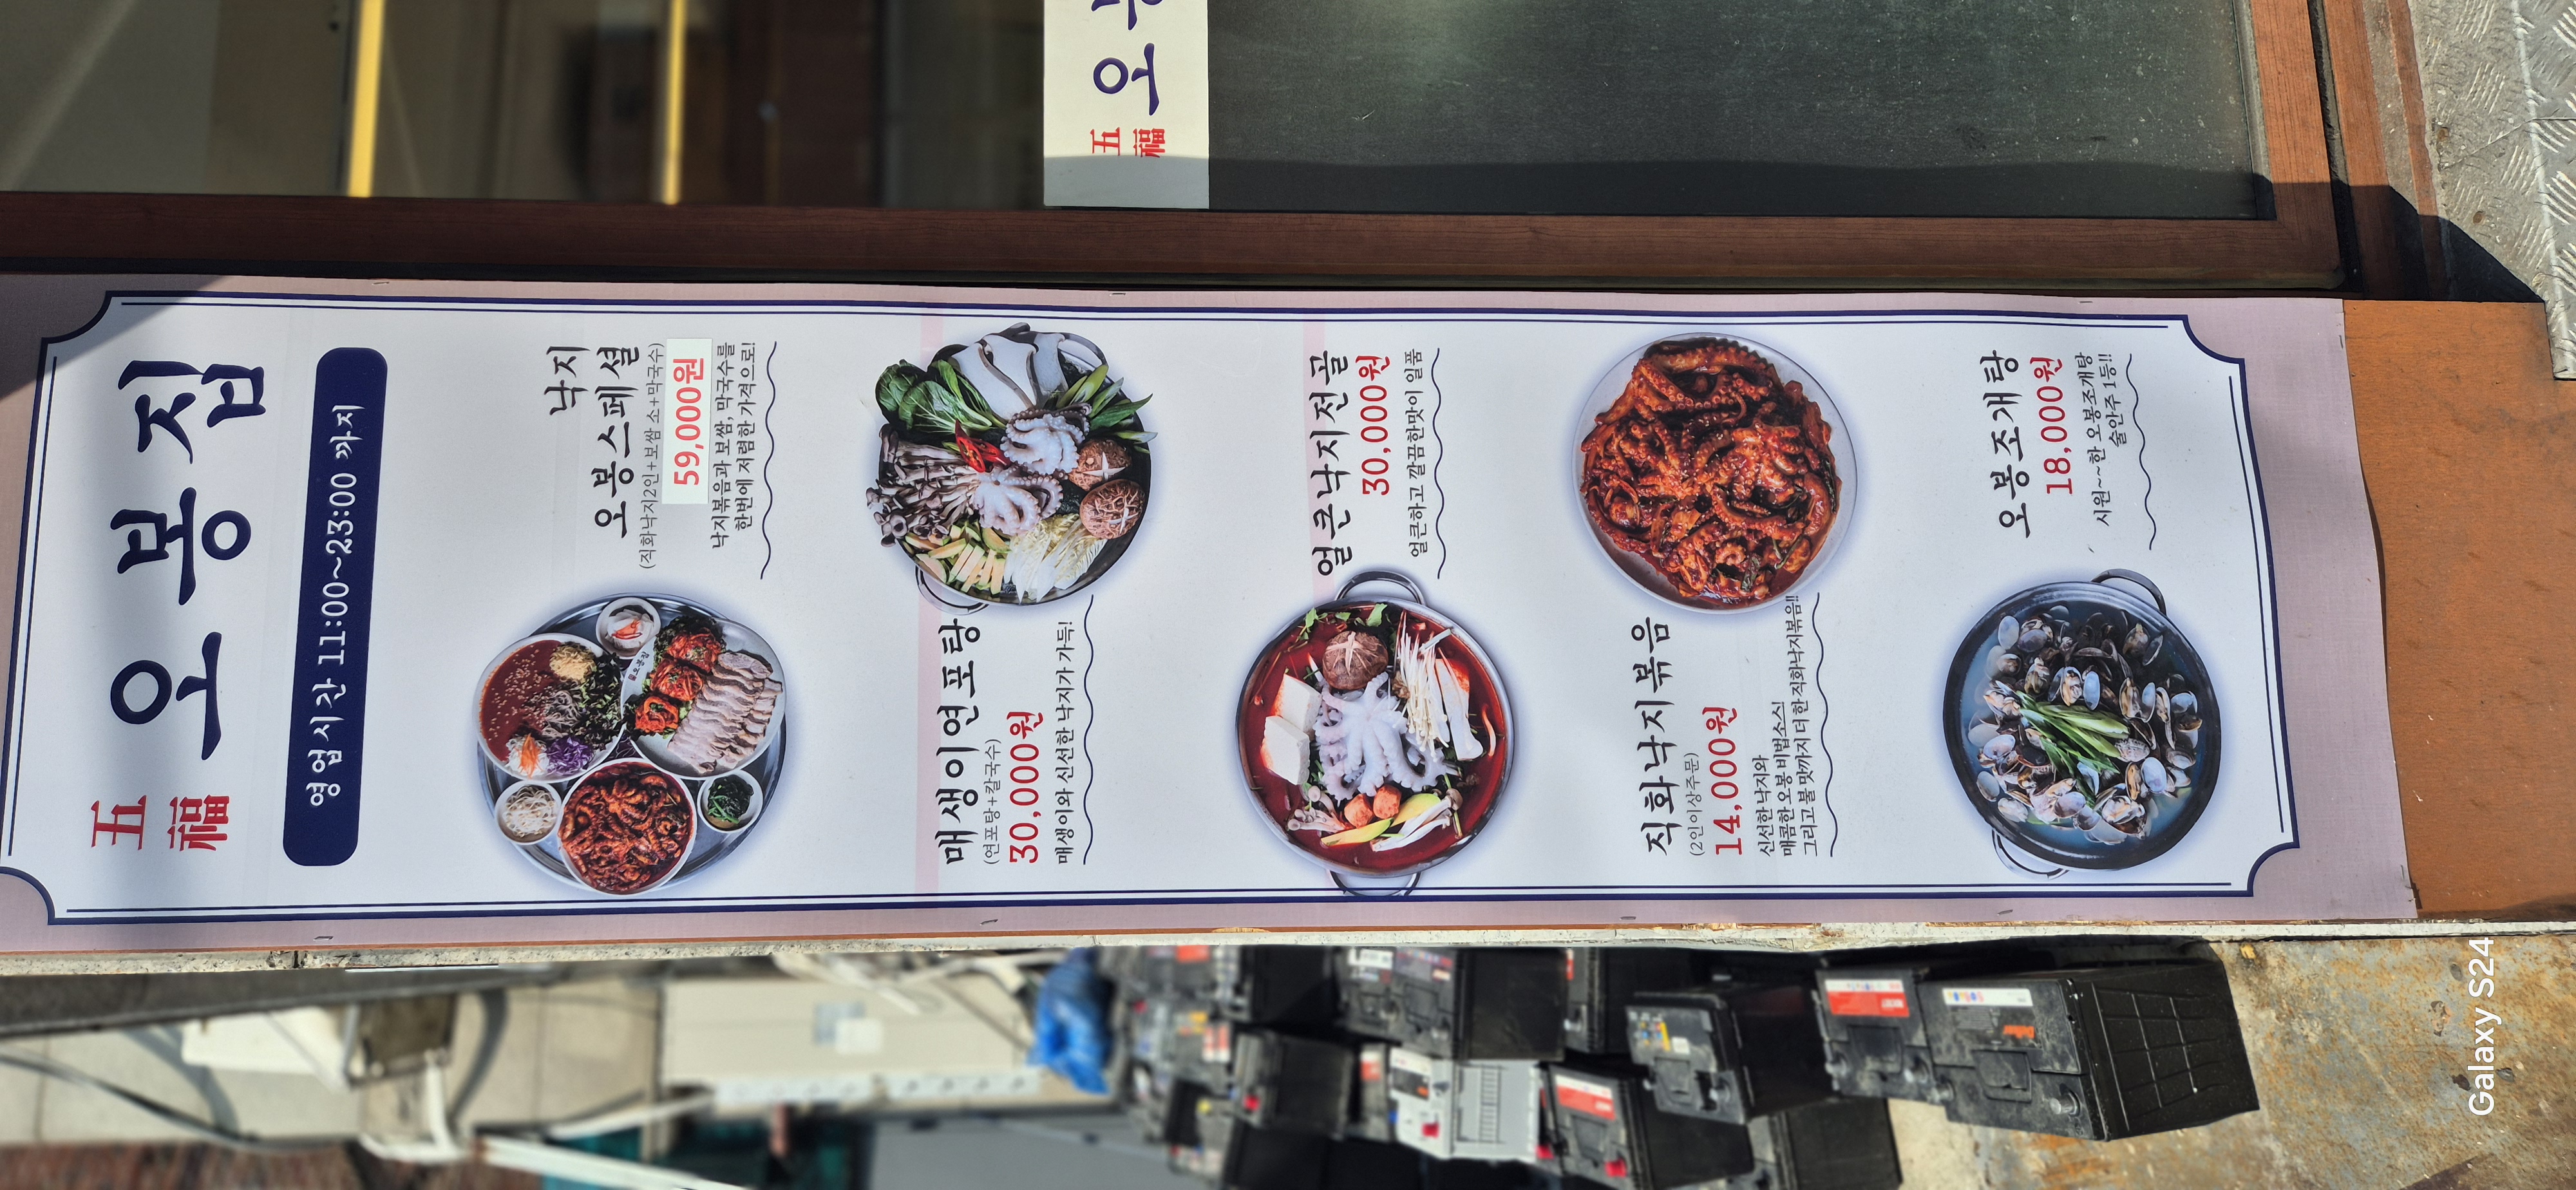 五福 오봉집
영업시간 11:00~23:00 까지
낙지
오봉스페셜
(직화낙지2인+보쌈 소+막국수)
59,000원
낙지볶음과 보쌈, 막국수를
한번에 저렴한 가격으로!
매생이연포탕
(연포탕+칼국수)
30,000원
매생이와 신선한 낙지가 가득!
얼큰낙지전골
30,000원
얼큰하고 깔끔한맛이 일품
직화낙지볶음
(2인이상주문)
14,000원
신선한낙지와
매콤한오봉 비법소스!
그리고 불 맛까지 더 한 직화낙지볶음!!
오봉조개탕
18,000원
시원~~한 오봉조개탕
술안주 1등!!
五福 오
Galaxy S24